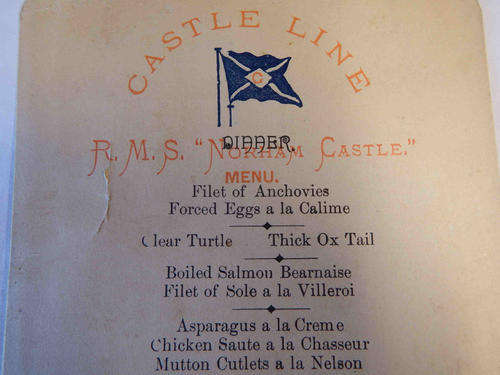 CASTLE LINE
C
DINNER.
R. M. S. "NORHAM CASTLE."
MENU.
Filet of Anchovies
Forced Eggs a la Calime
Clear Turtle Thick Ox Tail
Boiled Salmon Bearnaise
Filet of Sole a la Villeroi
Asparagus a la Creme
Chicken Saute a la Chasseur
Mutton Cutlets a la Nelson